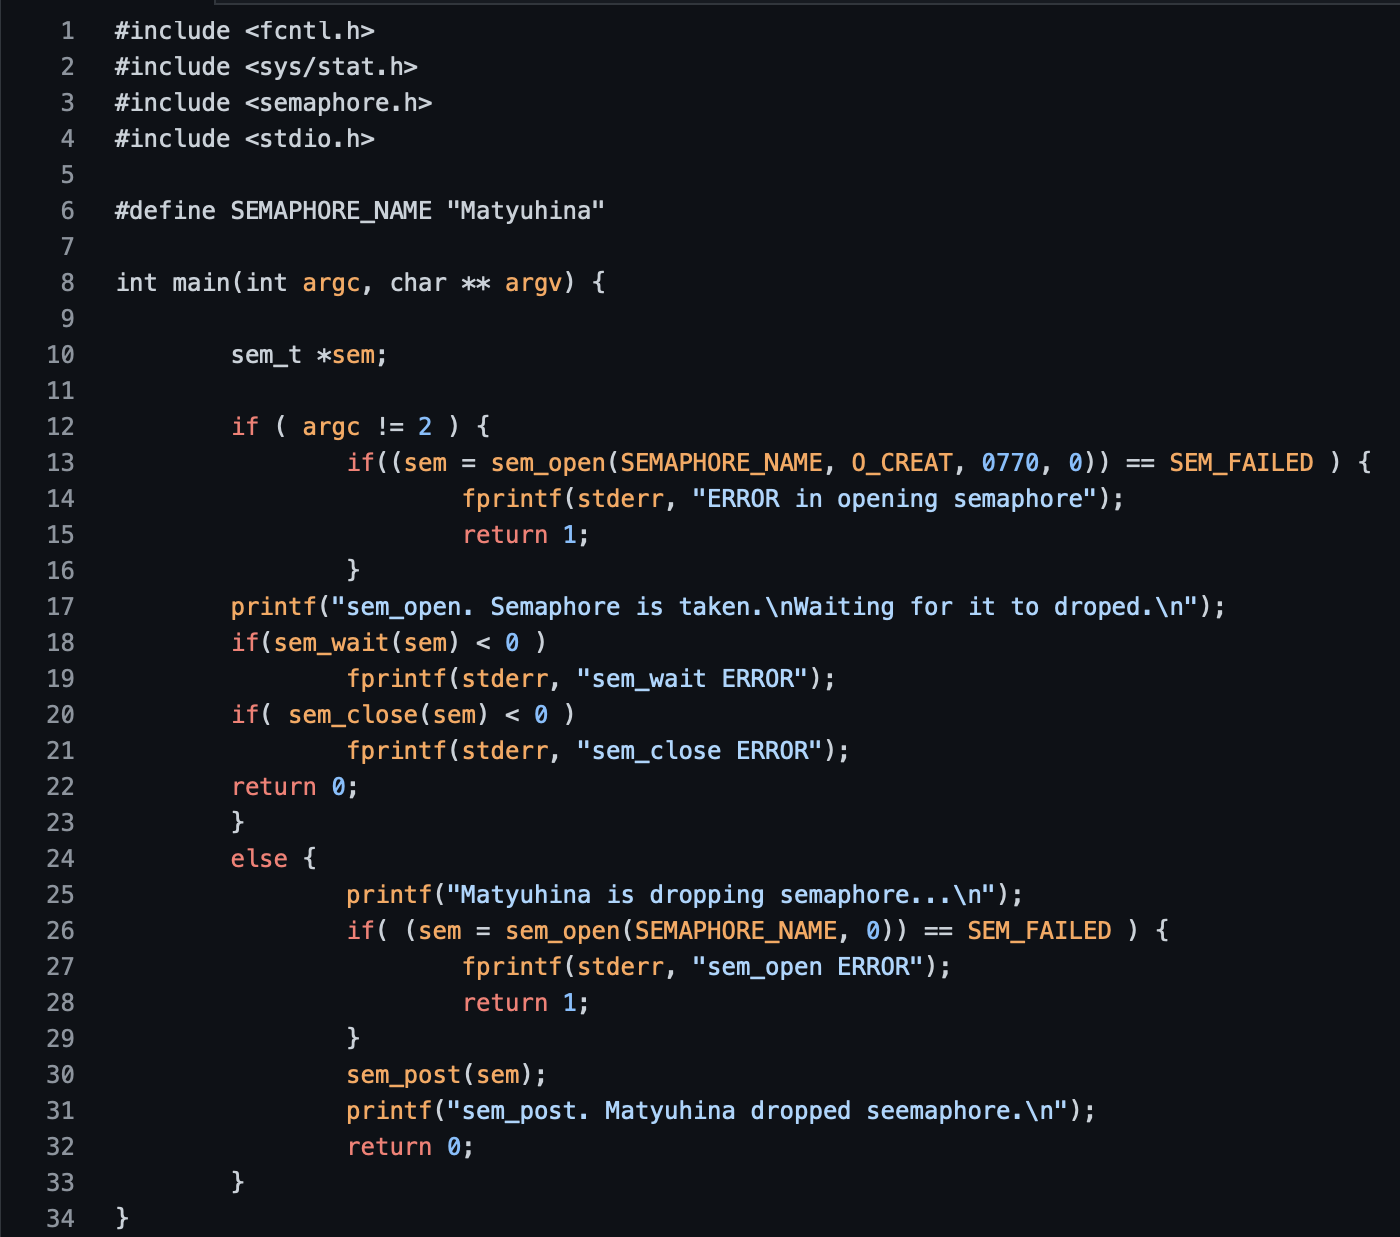 1 #include <fcntl.h>
2 #include <sys/stat.h>
3 #include <semaphore.h>
4 #include <stdio.h>
5
6 #define SEMAPHORE_NAME "Matyuhina"
7
8 int main(int argc, char ** argv) {
9
10 sem_t *sem;
11
12 if ( argc != 2 ) {
13 if((sem = sem_open(SEMAPHORE_NAME, O_CREAT, 0770, 0)) == SEM_FAILED ) {
14 fprintf(stderr, "ERROR in opening semaphore");
15 return 1;
16 }
17 printf("sem_open. Semaphore is taken.\nWaiting for it to droped.\n");
18 if(sem_wait(sem) < 0 )
19 fprintf(stderr, "sem_wait ERROR");
20 if( sem_close(sem) < 0 )
21 fprintf(stderr, "sem_close ERROR");
22 return 0;
23 }
24 else {
25 printf("Matyuhina is dropping semaphore...\n");
26 if( (sem = sem_open(SEMAPHORE_NAME, 0)) == SEM_FAILED ) {
27 fprintf(stderr, "sem_open ERROR");
28 return 1;
29 }
30 sem_post(sem);
31 printf("sem_post. Matyuhina dropped seemaphore.\n");
32 return 0;
33 }
34 }